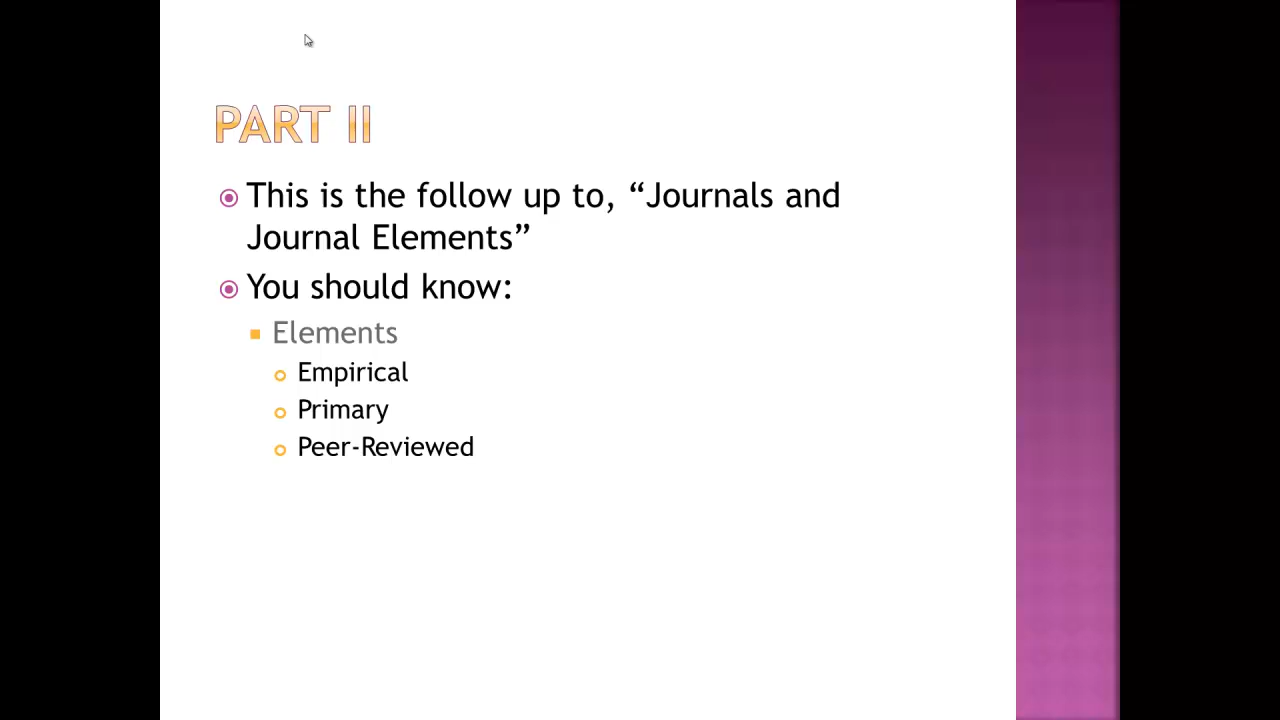 PART II
This is the follow up to, “Journals and
Journal Elements”
You should know:
Elements
Empirical
Primary
Peer-Reviewed